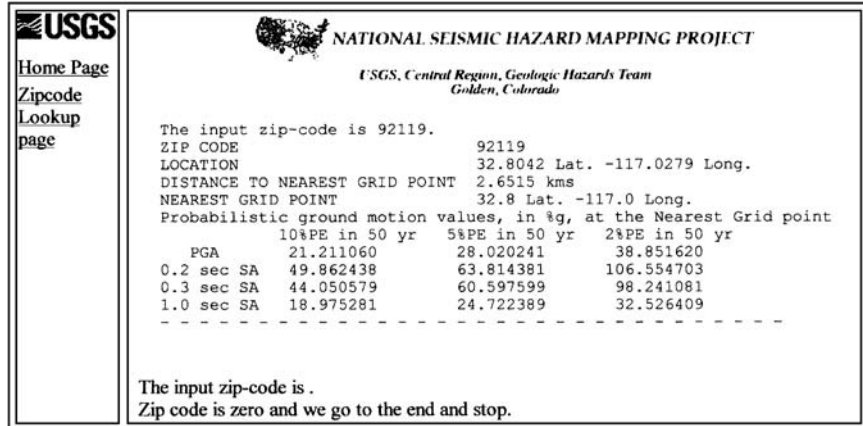 USGS
Home Page
Zipcode
Lookup
page
NATIONAL SEISMIC HAZARD MAPPING PROJECT
USGS, Central Region, Geologic Hazards Team
Golden, Colorado
The input zip-code is 92119.
ZIP CODE 92119
LOCATION 32.8042 Lat. -117.0279 Long.
DISTANCE TO NEAREST GRID POINT 2.6515 kms
NEAREST GRID POINT 32.8 Lat. -117.0 Long.
Probabilistic ground motion values, in %g, at the Nearest Grid point
10%PE in 50 yr 5%PE in 50 yr 2%PE in 50 yr
PGA 21.211060 28.020241 38.851620
0.2 sec SA 49.862438 63.814381 106.554703
0.3 sec SA 44.050579 60.597599 98.241081
1.0 sec SA 18.975281 24.722389 32.526409
- - - - - - - - - - - - - - - - - - - - - - - - - - - - - - - - - - -
The input zip-code is .
Zip code is zero and we go to the end and stop.